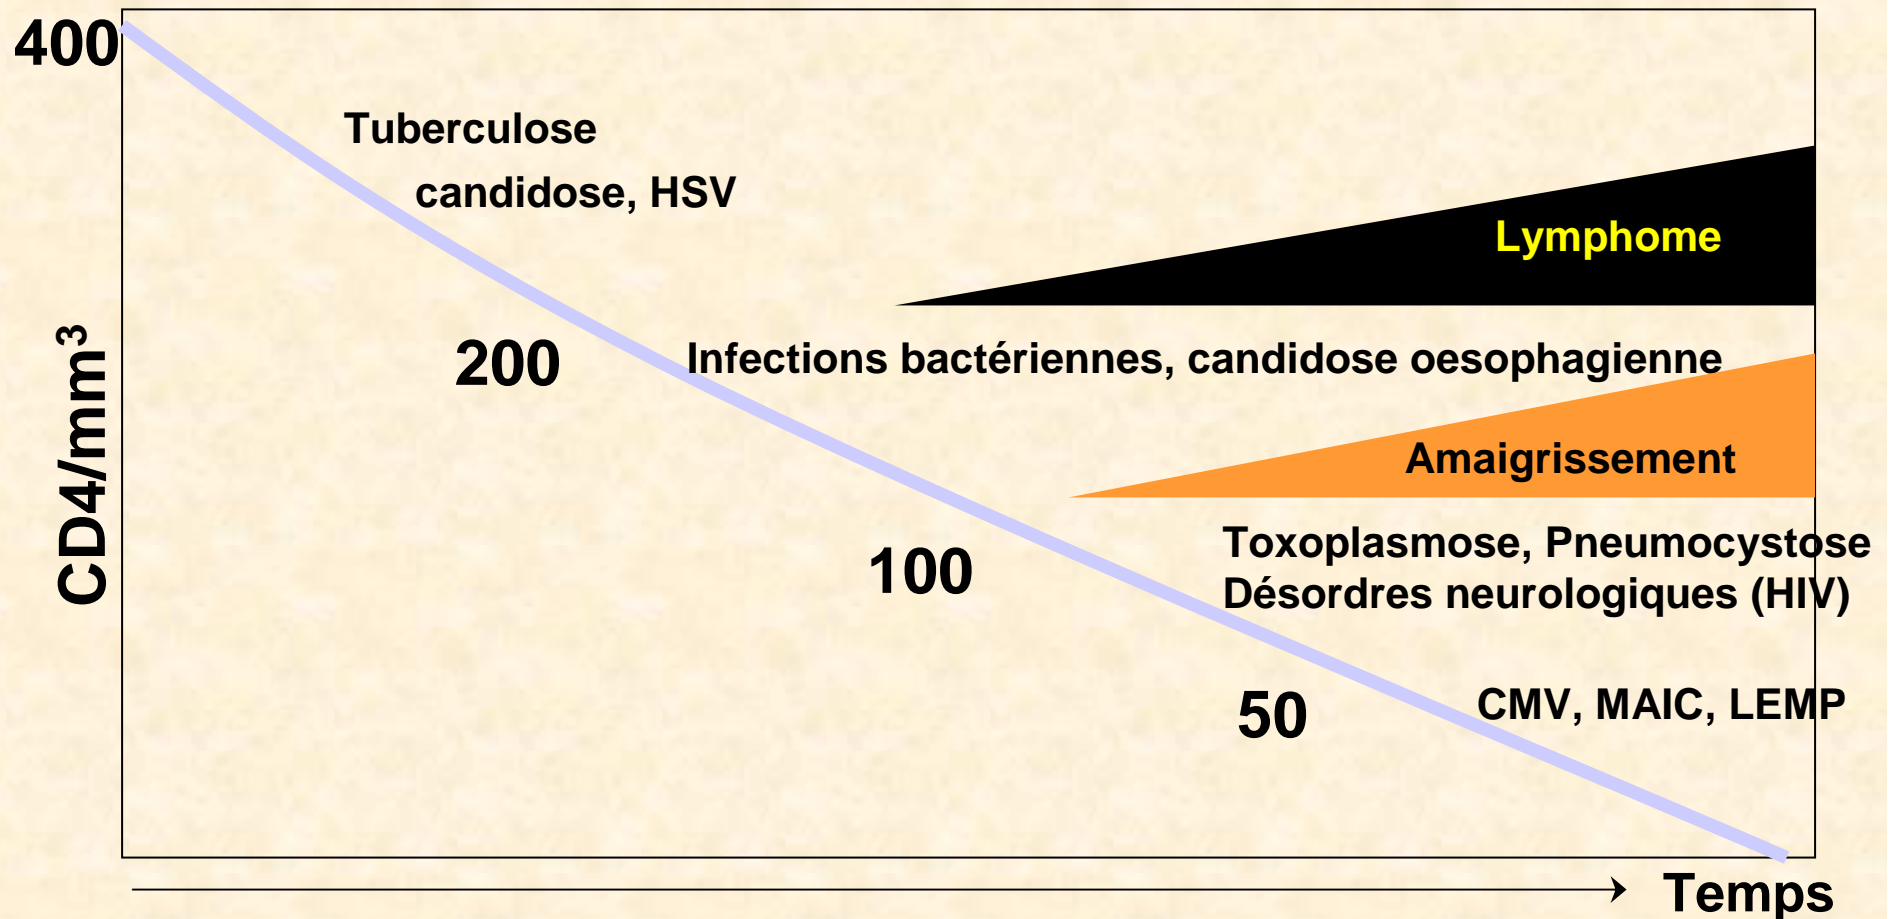 400
Tuberculose
candidose, HSV
Lymphome
CD4/mm³
200
Infections bactériennes, candidose oesophagienne
Amaigrissement
100
Toxoplasmose, Pneumocystose
Désordres neurologiques (HIV)
50
CMV, MAIC, LEMP
Temps